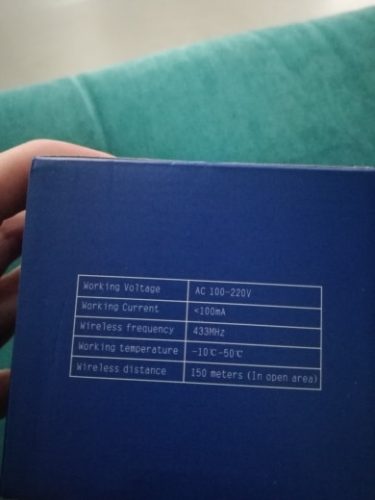 Working Voltage AC 100-220V
Working Current <100mA
Wireless frequency 433MHz
Working temperature -10℃-50℃
Wireless distance 150 meters (In open area)